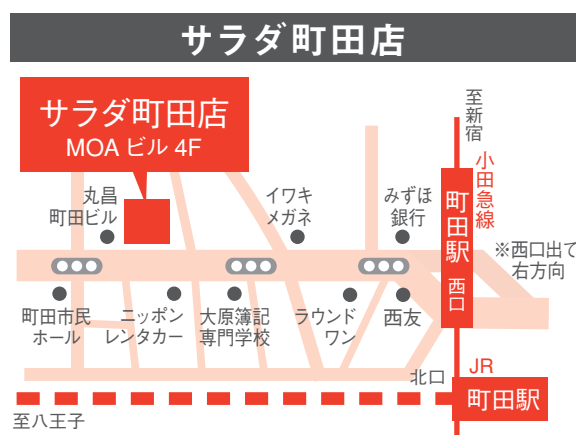 サラダ町田店
サラダ町田店
MOA ビル 4F
至新宿
小田急線
丸昌
町田ビル
イワキ
メガネ
みずほ
銀行
町田駅 西口
※西口出て
右方向
町田市民
ホール
ニッポン
レンタカー
大原簿記
専門学校
ラウンド
ワン
西友
北口
JR
町田駅
至八王子